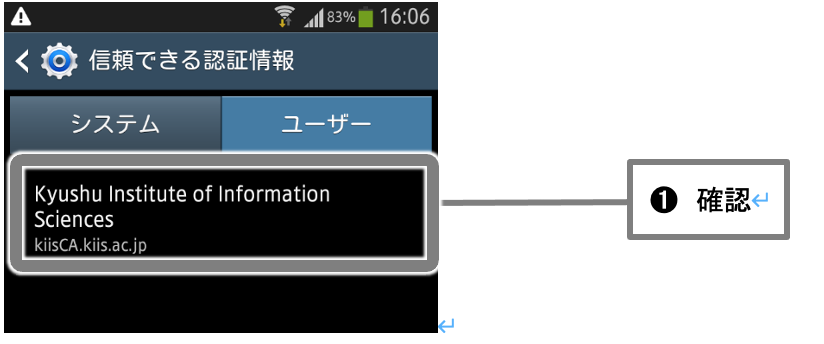 83% 16:06
信頼できる認証情報
システム ユーザー
Kyushu Institute of Information
Sciences
kiisCA.kiis.ac.jp
❶ 確認